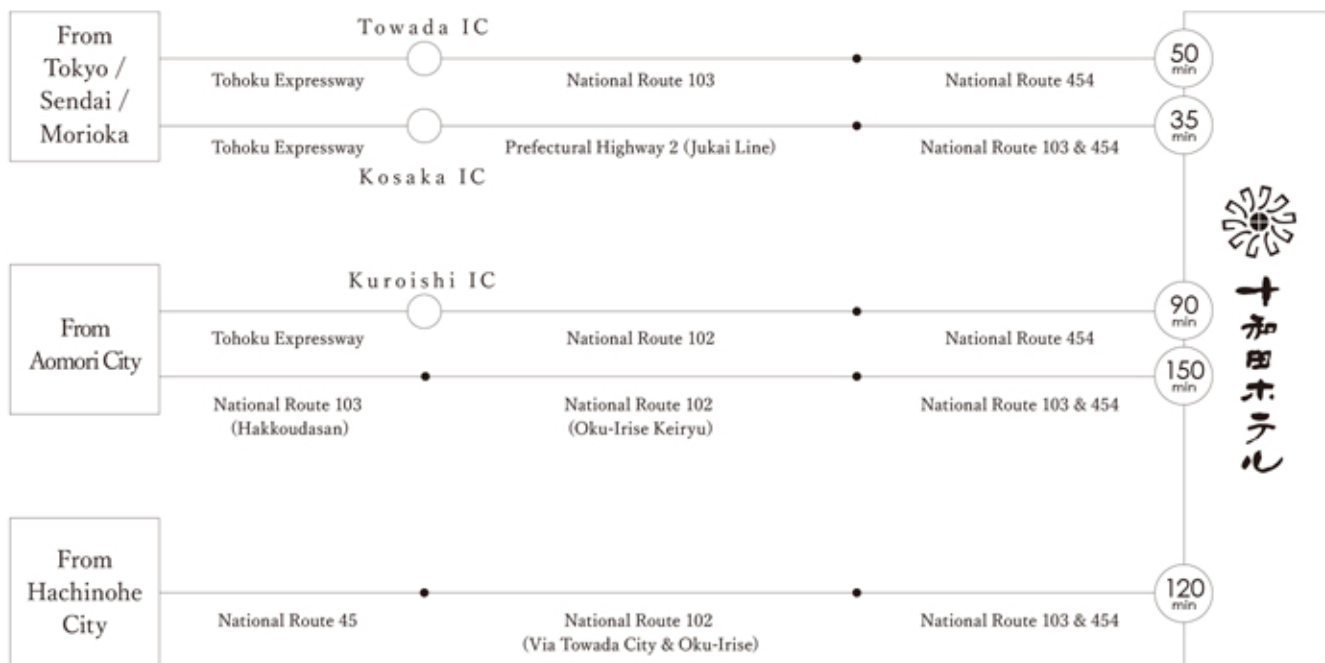 From
Tokyo /
Sendai /
Morioka
Towada IC
Tohoku Expressway
National Route 103
National Route 454
50
min
Tohoku Expressway
Prefectural Highway 2 (Jukai Line)
National Route 103 & 454
35
min
Kosaka IC
From
Aomori City
Kuroishi IC
Tohoku Expressway
National Route 102
National Route 454
90
min
National Route 103
(Hakkoudasan)
National Route 102
(Oku-Irise Keiryu)
National Route 103 & 454
150
min
From
Hachinohe
City
National Route 45
National Route 102
(Via Towada City & Oku-Irise)
National Route 103 & 454
120
min
十和田ホテル